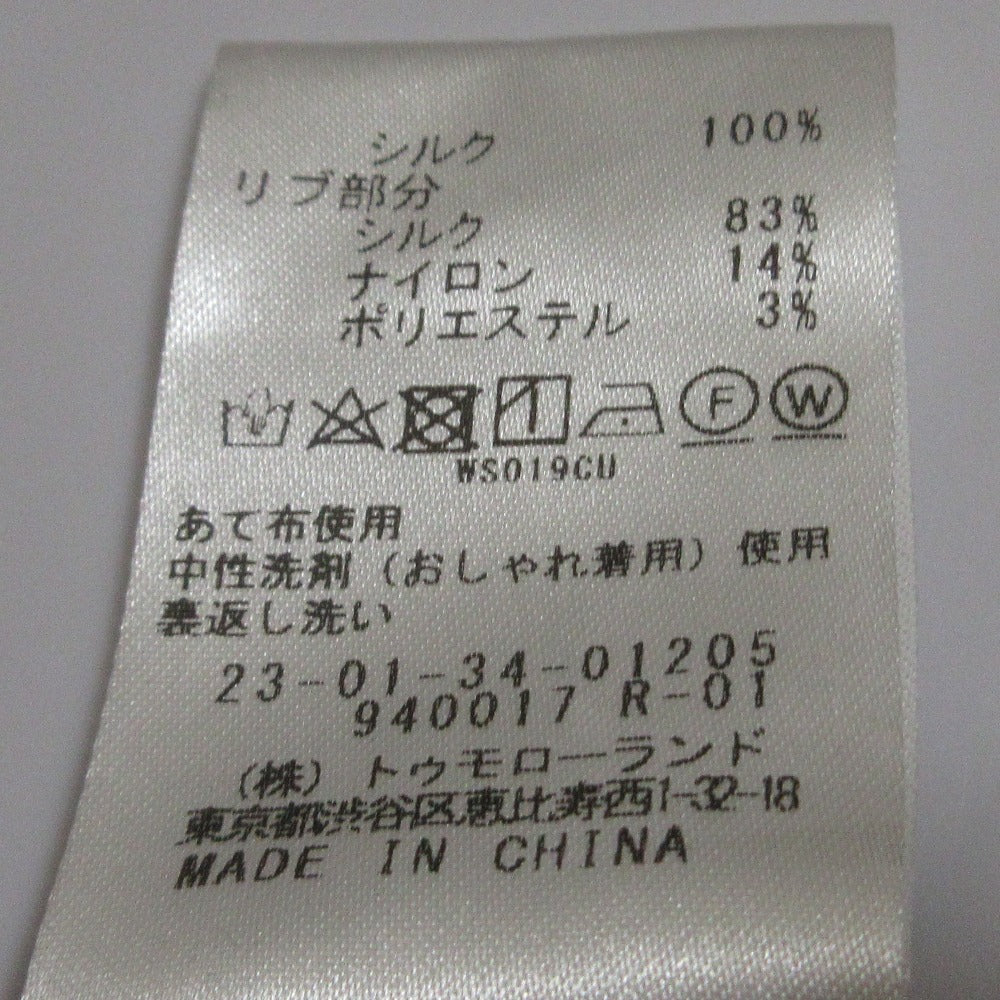 シルク 100%
リブ部分
シルク 83%
ナイロン 14%
ポリエステル 3%
F W
WS019CU
あて布使用
中性洗剤(おしゃれ着用)使用
裏返し洗い
23-01-34-01205
940017 R-01
(株)トゥモローランド
東京都渋谷区恵比寿西1-32-18
MADE IN CHINA